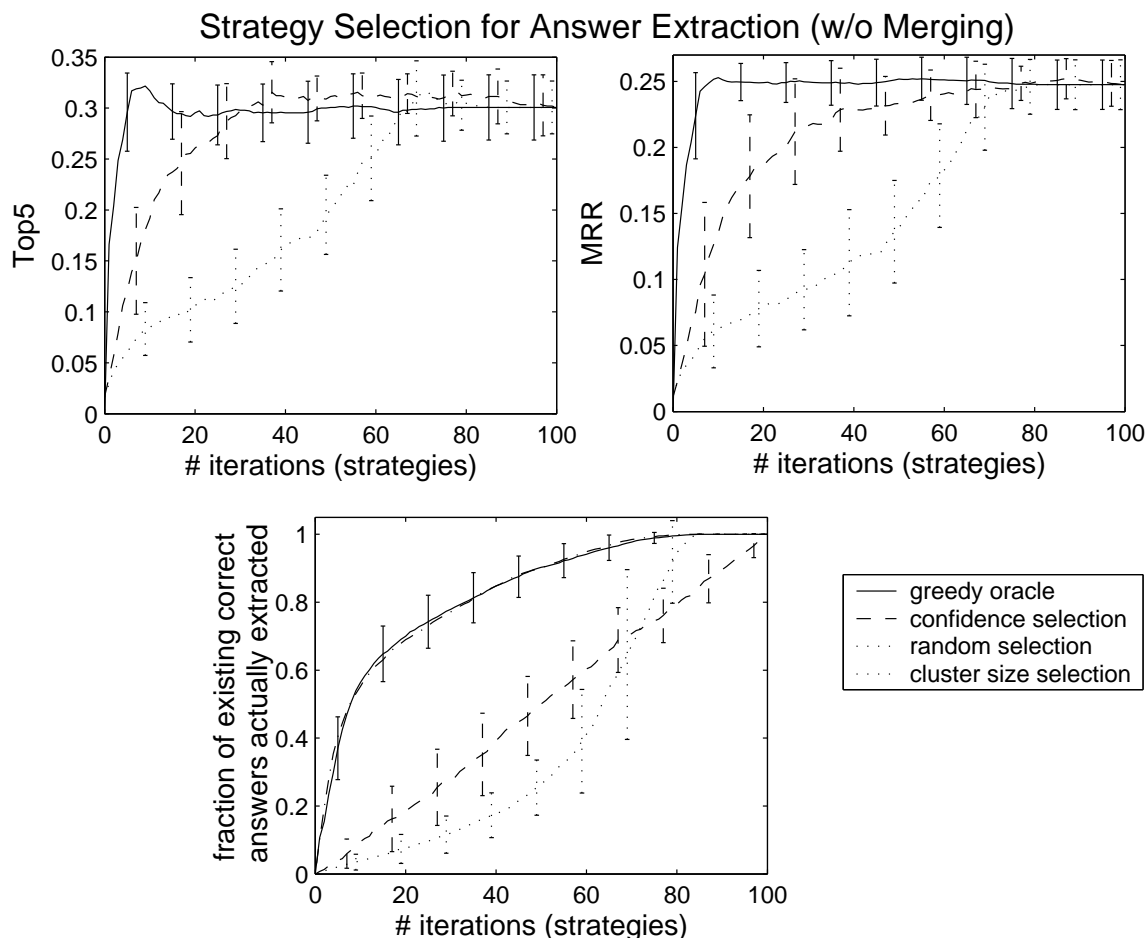 Strategy Selection for Answer Extraction (w/o Merging)
0.35
0.3
0.25
0.2
0.15
0.1
0.05
0
Top5
0 20 40 60 80 100
# iterations (strategies)
0.25
0.2
0.15
0.1
0.05
0
MRR
0 20 40 60 80 100
# iterations (strategies)
1
0.8
0.6
0.4
0.2
0
fraction of existing correct
answers actually extracted
0 20 40 60 80 100
# iterations (strategies)
greedy oracle
confidence selection
random selection
cluster size selection